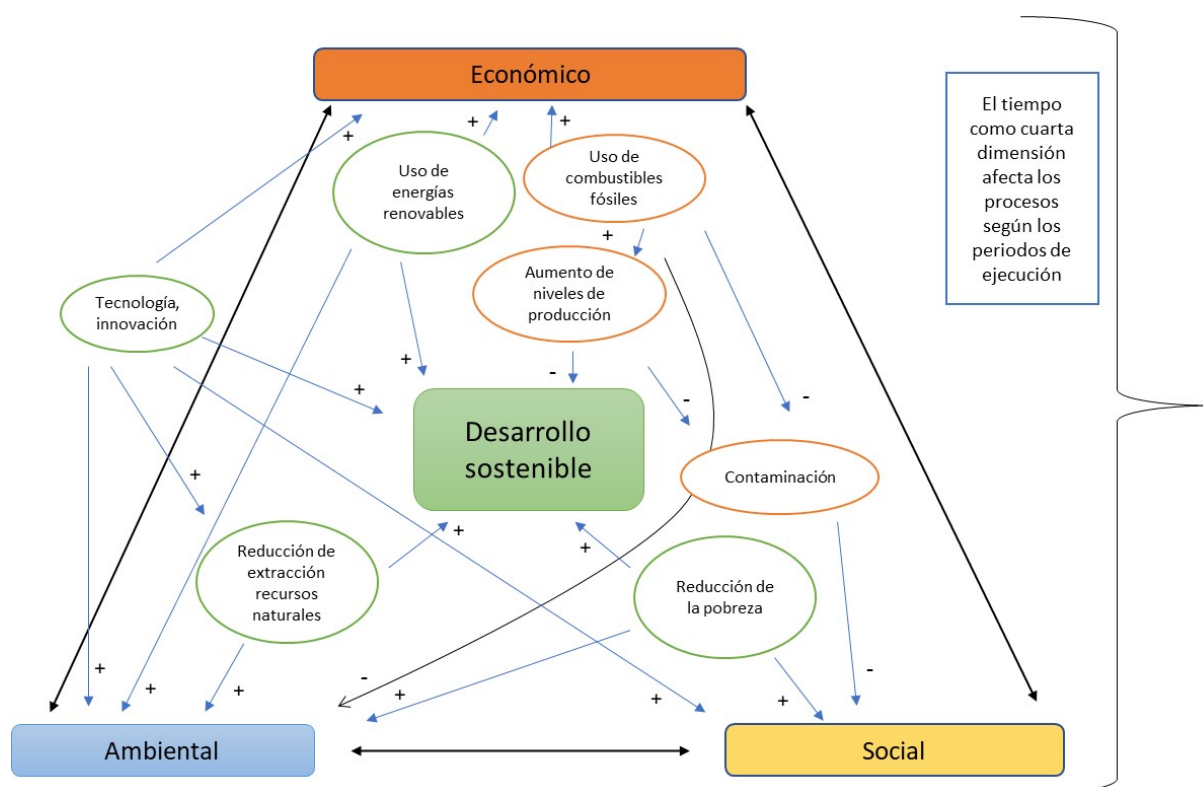 Económico
El tiempo
como cuarta
dimensión
afecta los
procesos
según los
periodos de
ejecución
+
+
+
Uso de
energías
renovables
Uso de
combustibles
fósiles
+
Aumento de
niveles de
producción
Tecnología,
innovación
+
-
+
-
-
Desarrollo
sostenible
+
Contaminación
+
+
Reducción de
extracción
recursos
naturales
Reducción de
la pobreza
+
+
+
-
+
+
+
-
Ambiental
Social